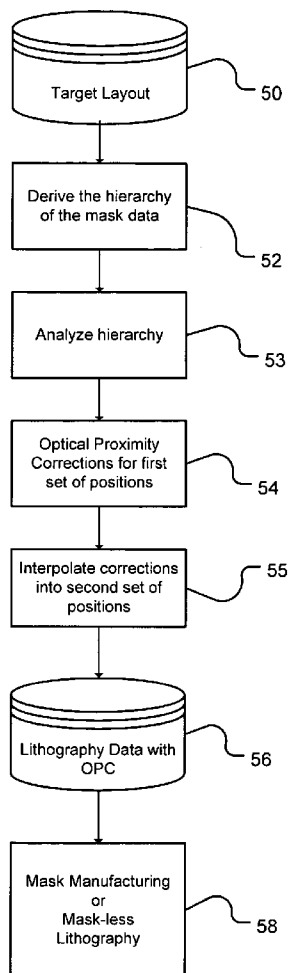 Target Layout
50
Derive the hierarchy
of the mask data
52
Analyze hierarchy
53
Optical Proximity
Corrections for first
set of positions
54
Interpolate corrections
into second set of
positions
55
Lithography Data with
OPC
56
Mask Manufacturing
or
Mask-less
Lithography
58